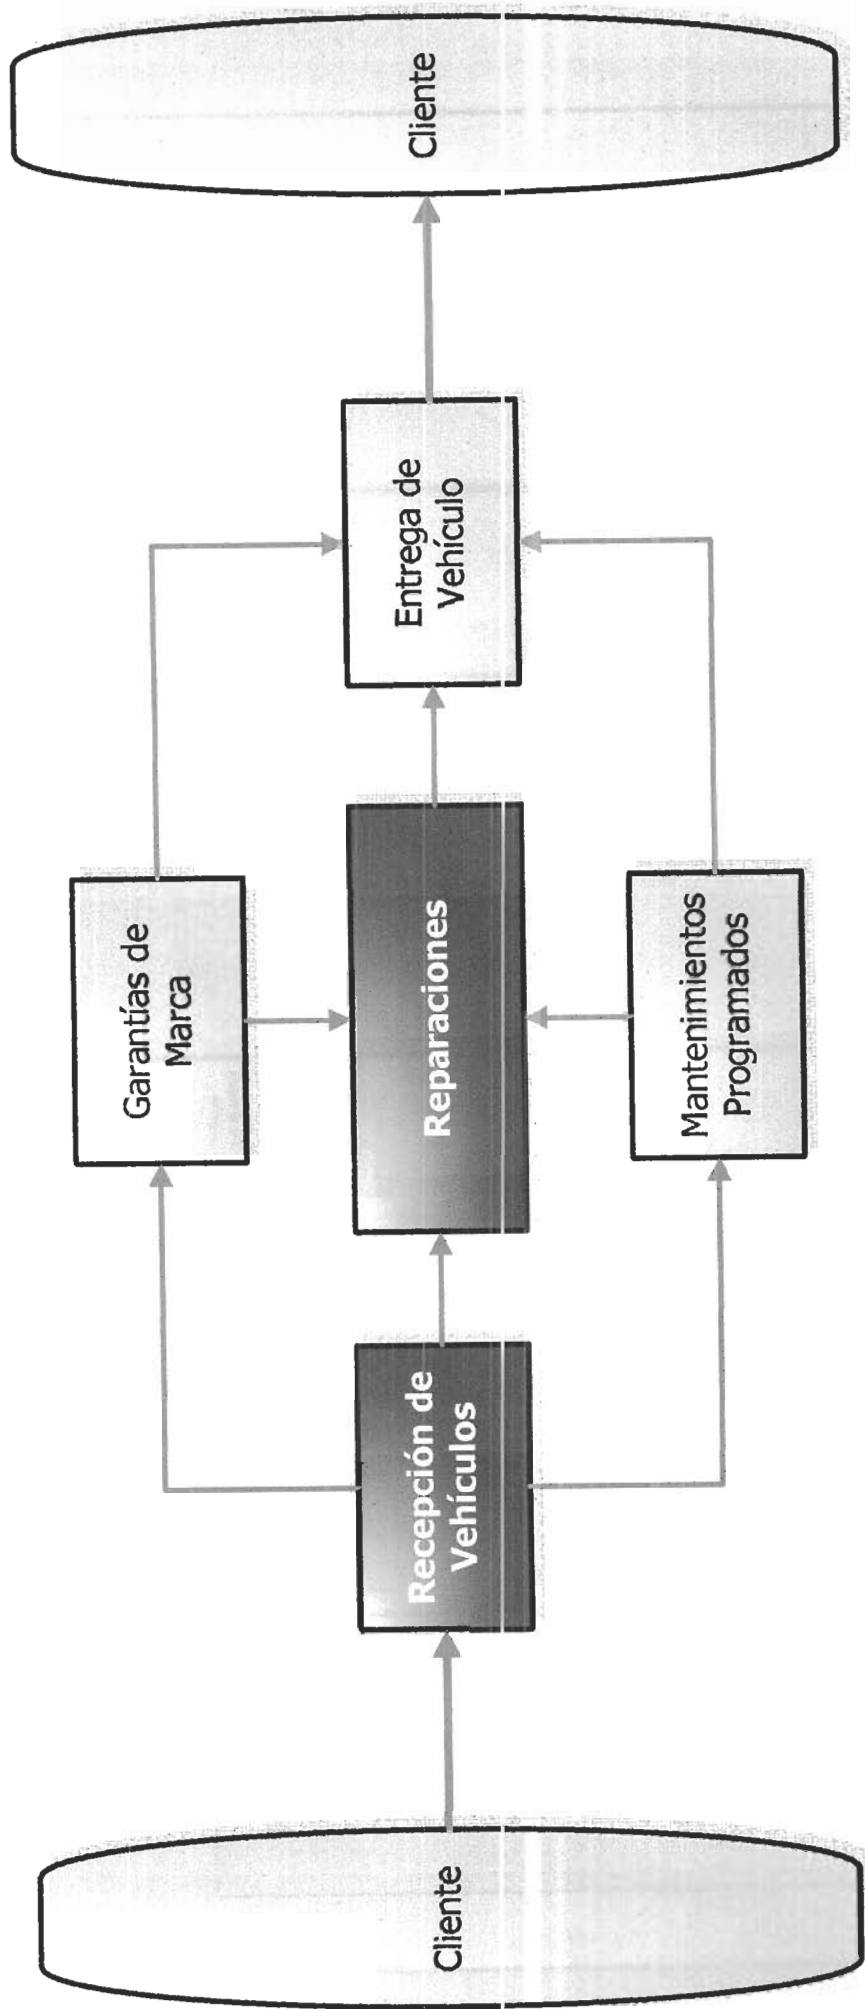 Cliente
Recepción de
Vehículos
Garantías de
Marca
Reparaciones
Mantenimientos
Programados
Entrega de
Vehículo
Cliente